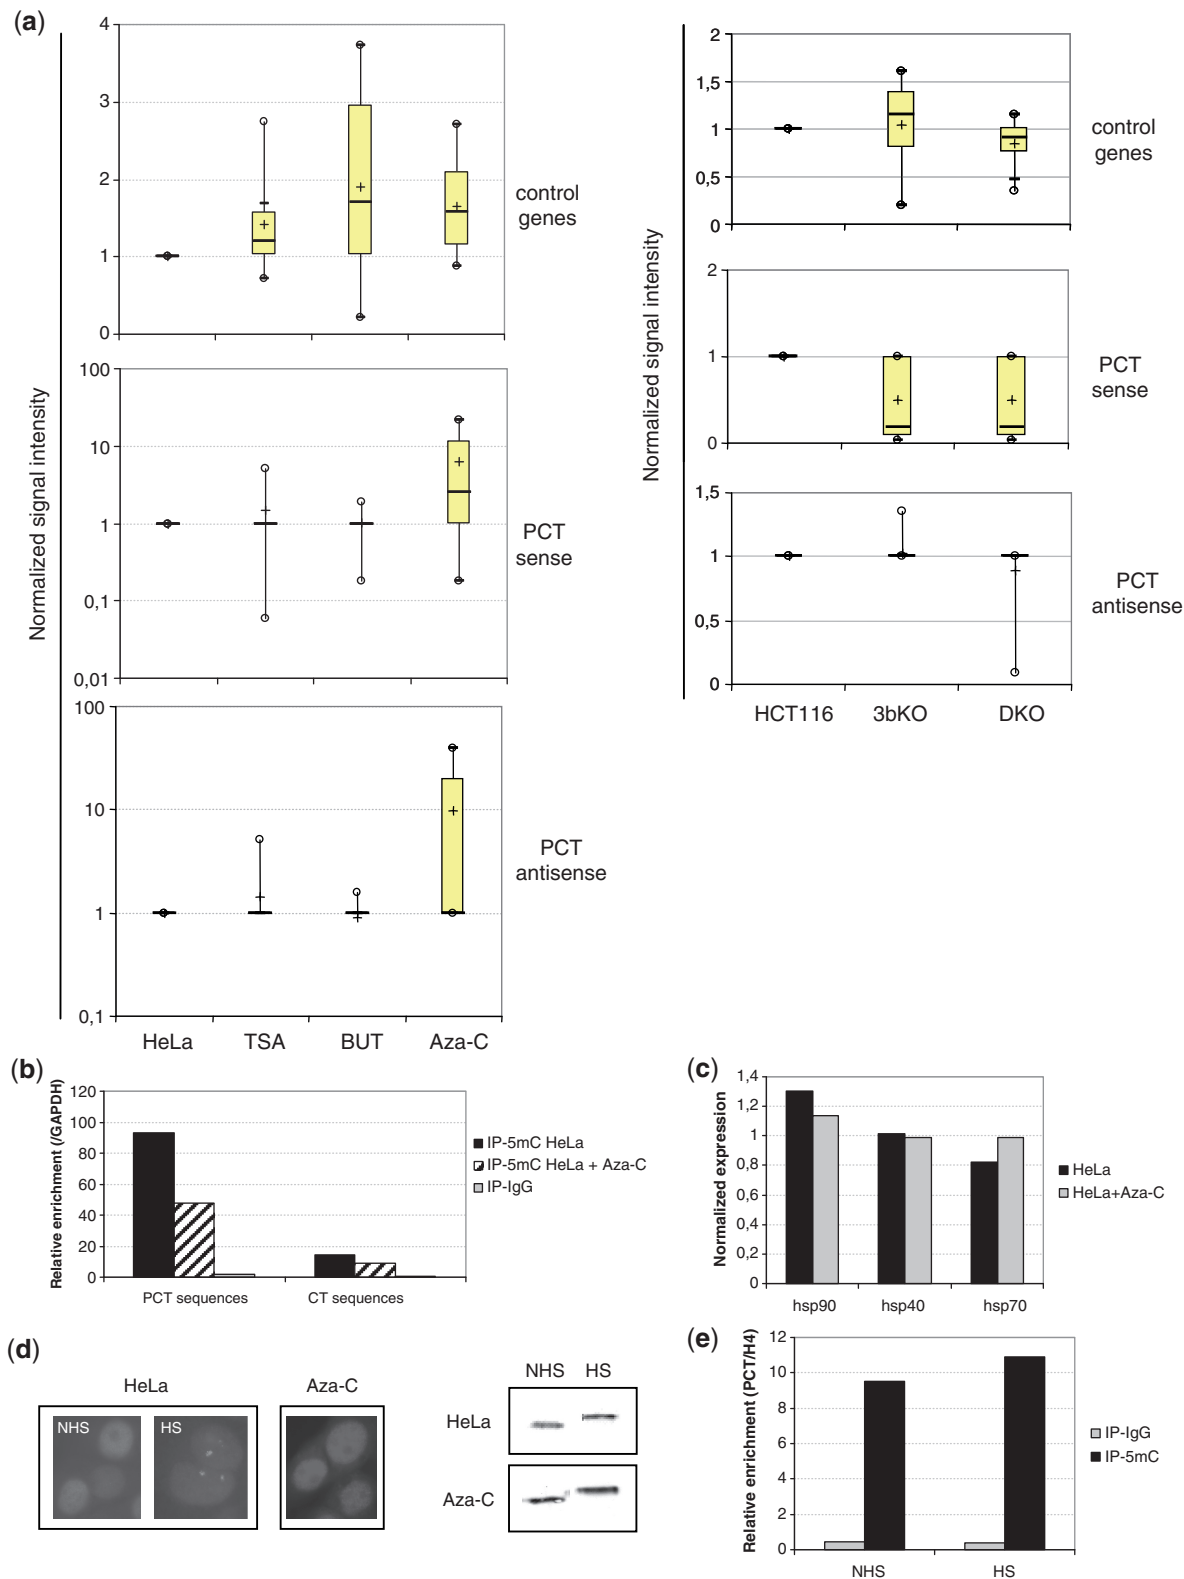 (a)
Normalized signal intensity
4
3
2
1
0
control
genes
100
10
1
0,1
0,01
PCT
sense
100
10
1
0,1
PCT
antisense
HeLa TSA BUT Aza-C
Normalized signal intensity
2
1,5
1
0,5
0
control
genes
2
1
0
PCT
sense
1,5
1
0,5
0
PCT
antisense
HCT116 3bKO DKO
(b)
Relative enrichment (/GAPDH)
120
100
80
60
40
20
0
PCT sequences CT sequences
IP-5mC HeLa
IP-5mC HeLa + Aza-C
IP-IgG
(c)
Normalized expression
1,4
1,2
1
0,8
0,6
0,4
0,2
0
hsp90 hsp40 hsp70
HeLa
HeLa+Aza-C
(d)
HeLa Aza-C
NHS HS
NHS HS
HeLa
Aza-C
(e)
Relative enrichment (PCT/H4)
12
10
8
6
4
2
0
NHS HS
IP-IgG
IP-5mC